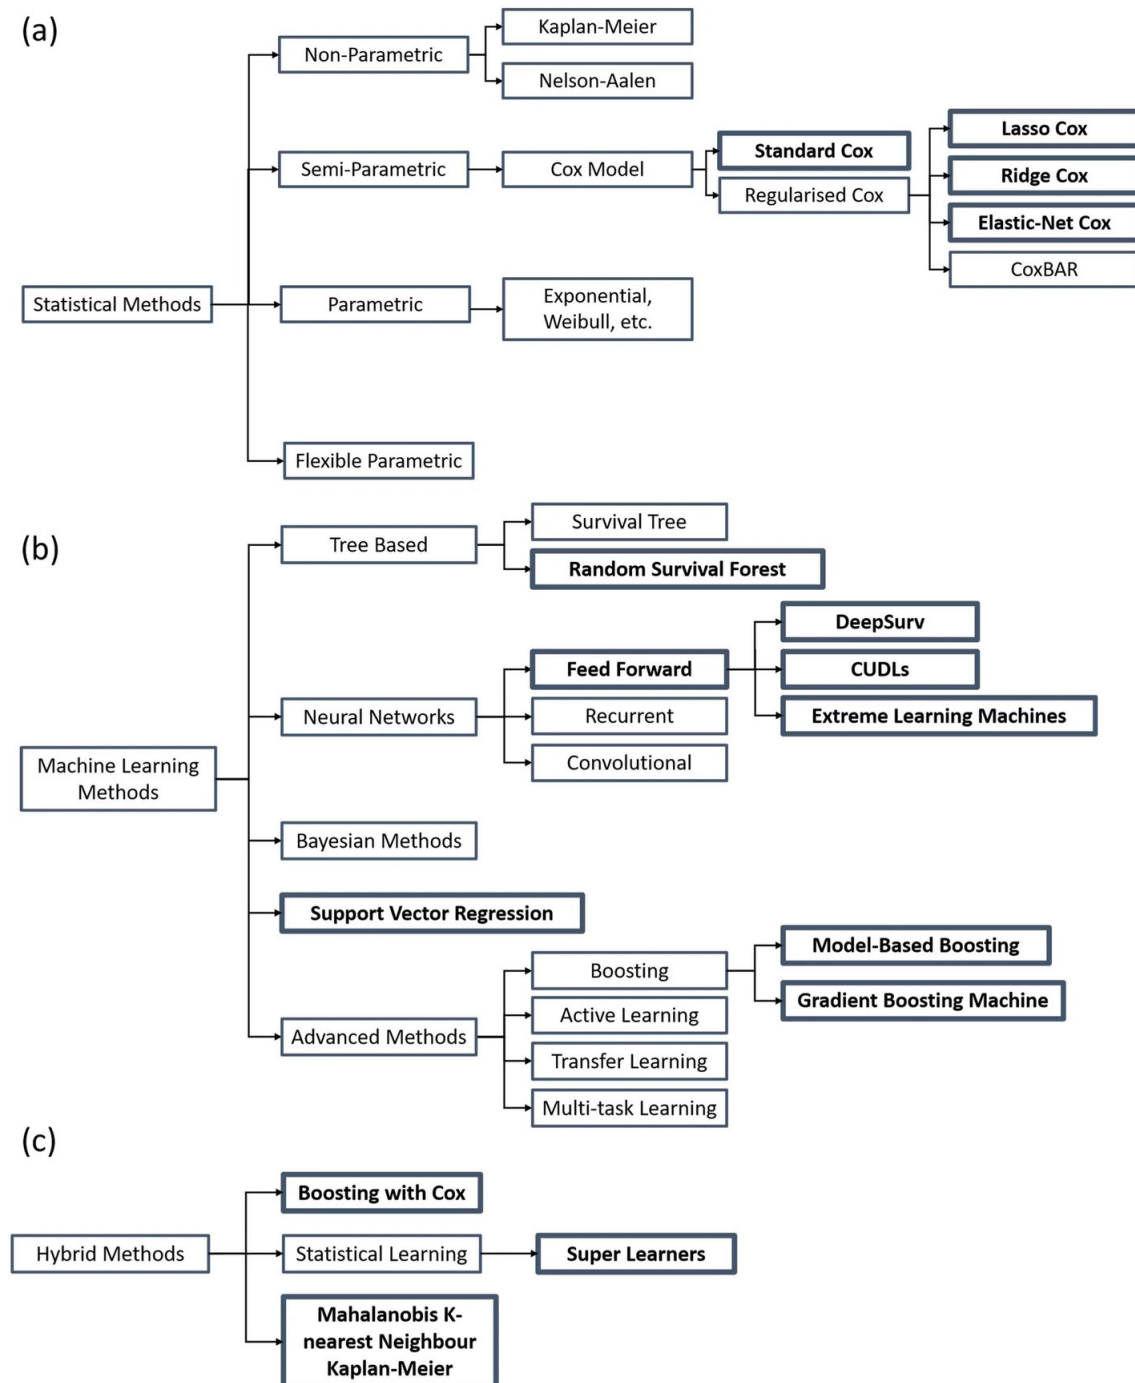 (a)
Non-Parametric
Kaplan-Meier
Nelson-Aalen
Semi-Parametric
Cox Model
Standard Cox
Regularised Cox
Lasso Cox
Ridge Cox
Elastic-Net Cox
CoxBAR
Statistical Methods
Parametric
Exponential,
Weibull, etc.
Flexible Parametric
(b)
Tree Based
Survival Tree
Random Survival Forest
Neural Networks
Feed Forward
Recurrent
Convolutional
DeepSurv
CUDLs
Extreme Learning Machines
Machine Learning
Methods
Bayesian Methods
Support Vector Regression
Advanced Methods
Boosting
Active Learning
Transfer Learning
Multi-task Learning
Model-Based Boosting
Gradient Boosting Machine
(c)
Hybrid Methods
Boosting with Cox
Statistical Learning
Super Learners
Mahalanobis K-
nearest Neighbour
Kaplan-Meier